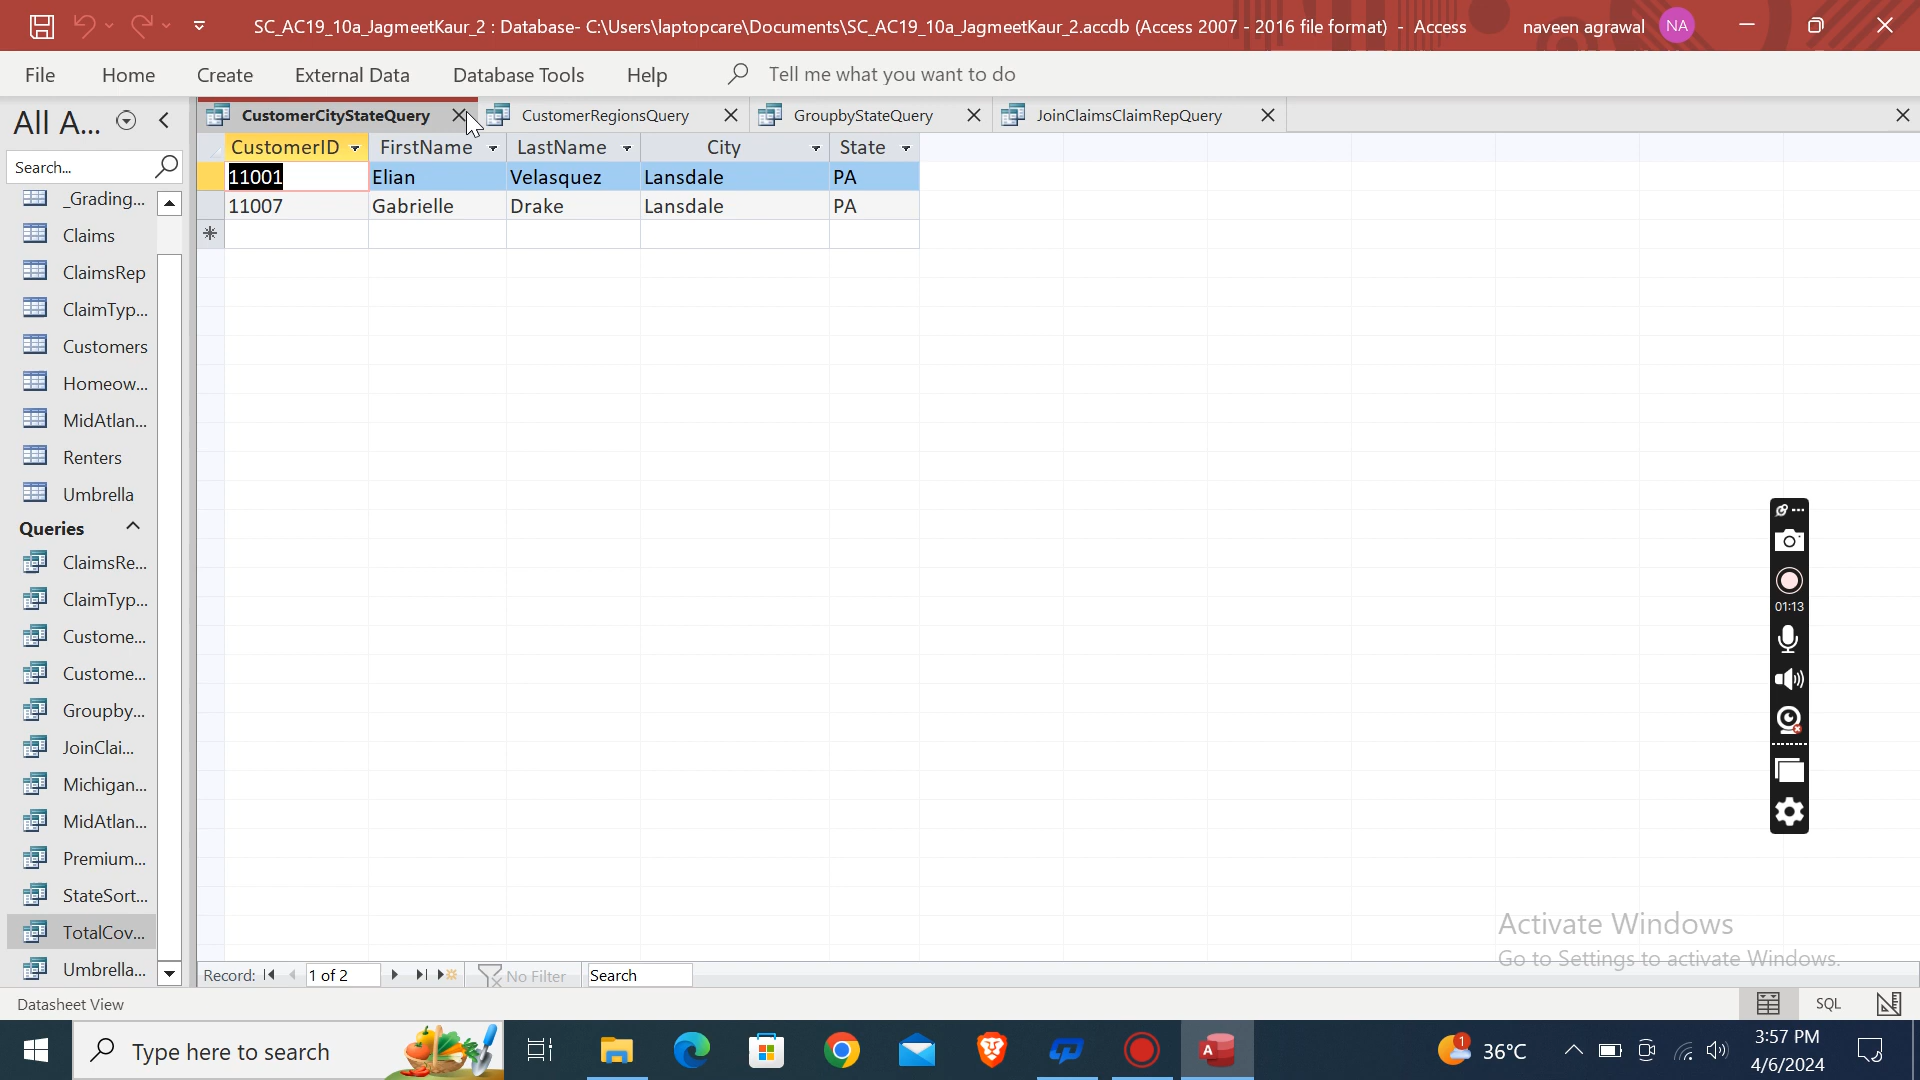 SC_AC19_10a_JagmeetKaur_2 : Database- C:\Users\laptopcare\Documents\SC_AC19_10a_JagmeetKaur_2.accdb (Access 2007 - 2016 file format) - Access
naveen agrawal NA
File Home Create External Data Database Tools Help Tell me what you want to do
All A...
Search...
_Grading...
Claims
ClaimsRep
ClaimTyp...
Customers
Homeow...
MidAtlan...
Renters
Umbrella
Queries
ClaimsRe...
ClaimTyp...
Custome...
Custome...
Groupby...
JoinClai...
Michigan...
MidAtlan...
Premium...
StateSort...
TotalCov...
Umbrella...
CustomerCityStateQuery CustomerRegionsQuery GroupbyStateQuery JoinClaimsClaimRepQuery
CustomerID FirstName LastName City State
11001 Elian Velasquez Lansdale PA
11007 Gabrielle Drake Lansdale PA
01:13
Activate Windows
Go to Settings to activate Windows.
Record: 1 of 2 No Filter Search
Datasheet View SQL
Type here to search
1 36°C
3:57 PM
4/6/2024